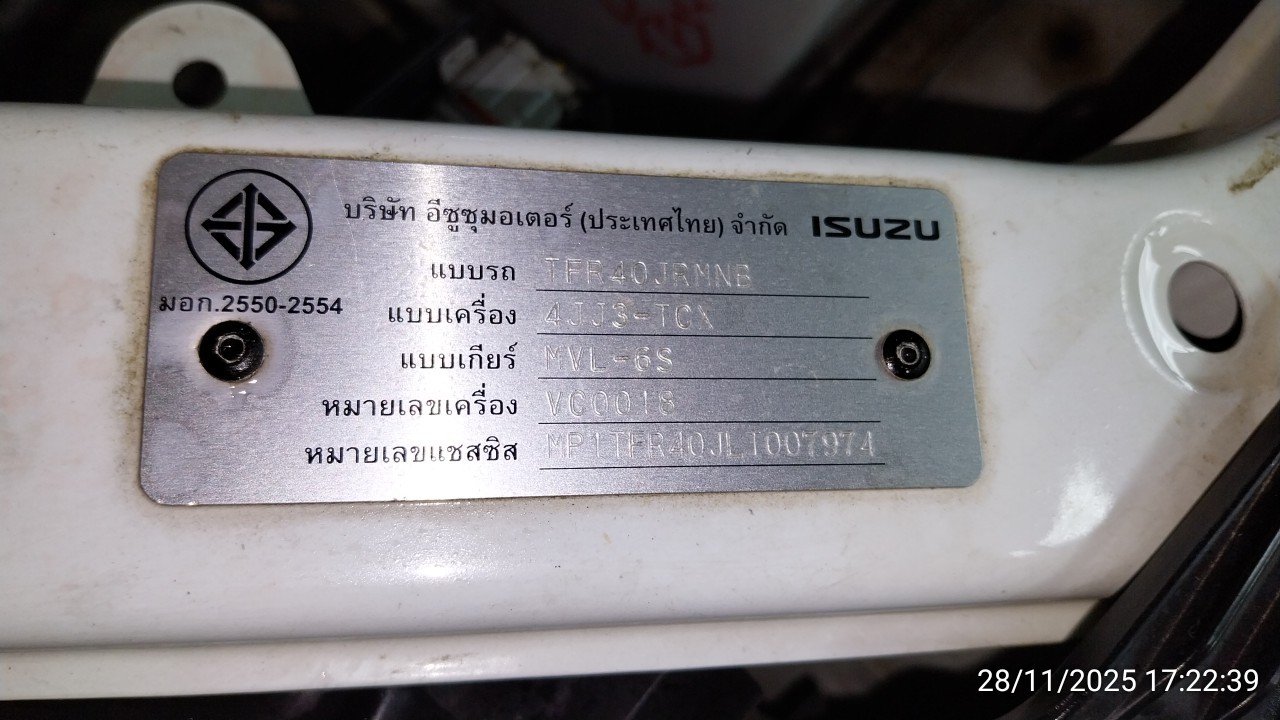 บริษัท อีซูซุมอเตอร์ (ประเทศไทย) จำกัด ISUZU
แบบรถ TFR40JRMNB
มอก.2550-2554
แบบเครื่อง 4JJ3-TCX
แบบเกียร์ MVL-6S
หมายเลขเครื่อง VC0018
หมายเลขแชสซิส MP1TFR40JLT007974
28/11/2025 17:22:39